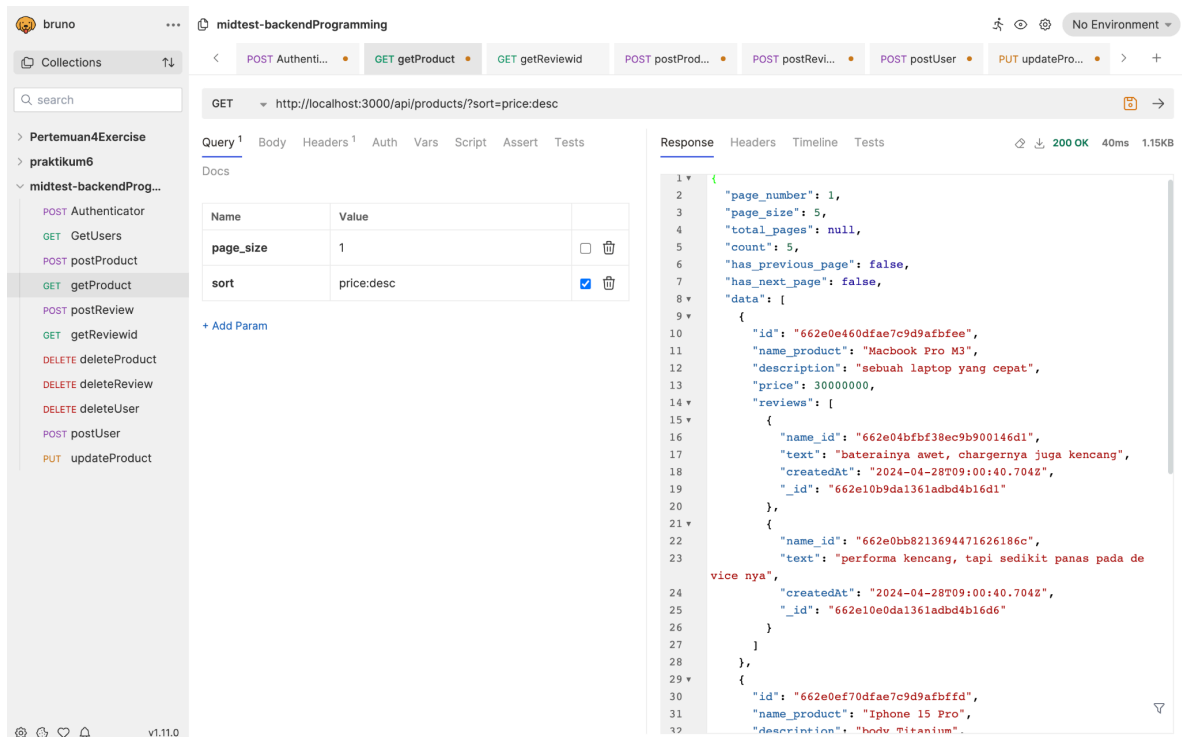 bruno
Collections
search
Pertemuan4Exercise
praktikum6
midtest-backendProg...
POST Authenticator
GET GetUsers
POST postProduct
GET getProduct
POST postReview
GET getReviewid
DELETE deleteProduct
DELETE deleteReview
DELETE deleteUser
POST postUser
PUT updateProduct
v1.11.0
midtest-backendProgramming
No Environment
POST Authenti... GET getProduct GET getReviewid POST postProd... POST postRevi... POST postUser PUT updatePro...
GET http://localhost:3000/api/products/?sort=price:desc
Query 1 Body Headers 1 Auth Vars Script Assert Tests
Docs
Name Value
page_size 1
sort price:desc
+ Add Param
Response Headers Timeline Tests 200 OK 40ms 1.15KB
1 {
2 "page_number": 1,
3 "page_size": 5,
4 "total_pages": null,
5 "count": 5,
6 "has_previous_page": false,
7 "has_next_page": false,
8 "data": [
9 {
10 "id": "662e0e460dfae7c9d9afbfee",
11 "name_product": "Macbook Pro M3",
12 "description": "sebuah laptop yang cepat",
13 "price": 30000000,
14 "reviews": [
15 {
16 "name_id": "662e04bfbf38ec9b900146d1",
17 "text": "baterainya awet, chargernya juga kencang",
18 "createdAt": "2024-04-28T09:00:40.704Z",
19 "_id": "662e10b9da1361adbd4b16d1"
20 },
21 {
22 "name_id": "662e0bb8213694471626186c",
23 "text": "performa kencang, tapi sedikit panas pada de
vice nya",
24 "createdAt": "2024-04-28T09:00:40.704Z",
25 "_id": "662e10e0da1361adbd4b16d6"
26 }
27 ]
28 },
29 {
30 "id": "662e0ef70dfae7c9d9afbffd",
31 "name_product": "Iphone 15 Pro",
32 "description": "body Titanium",